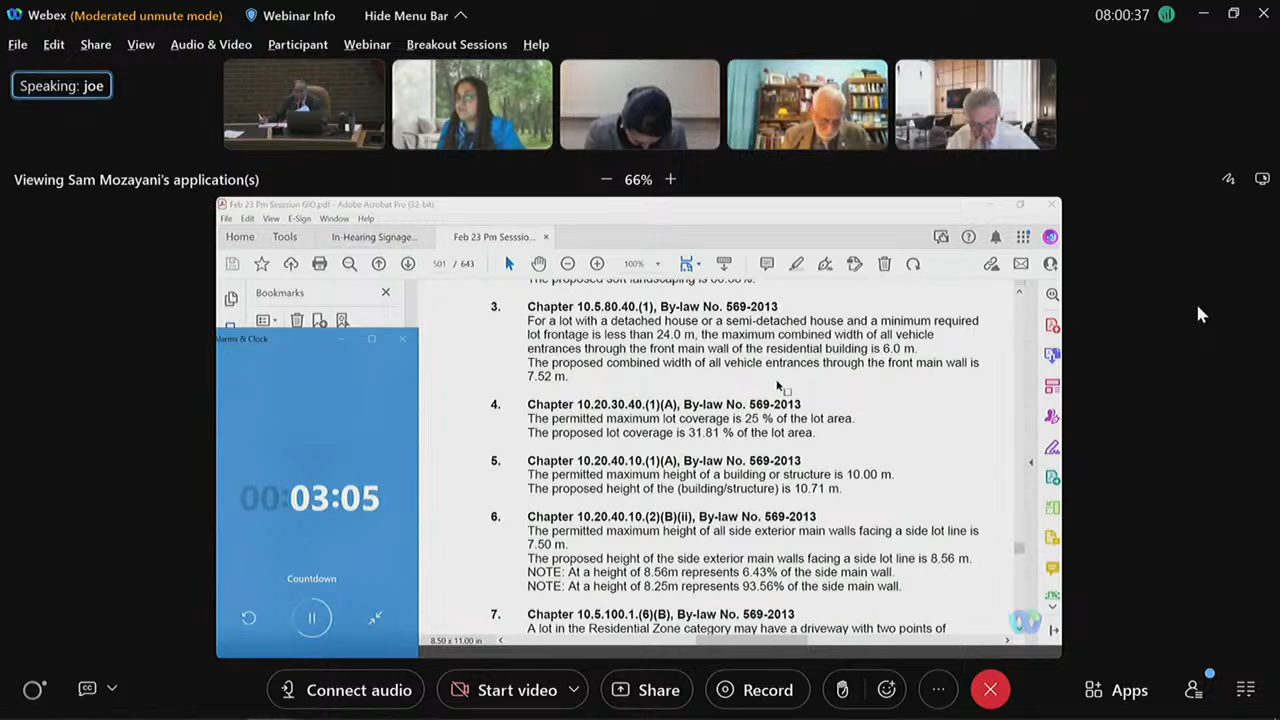 Webex (Moderated unmute mode) Webinar Info Hide Menu Bar 08:00:37
File Edit Share View Audio & Video Participant Webinar Breakout Sessions Help
Speaking: joe
Viewing Sam Mozayani's application(s) 66%
Feb 23 Pm Sesssion GIO.pdf - Adobe Acrobat Pro (32-bit)
File Edit View E-Sign Window Help
Home Tools In-Hearing Signage... Feb 23 Pm Sesssio...
501 / 643 100%
Bookmarks
3. Chapter 10.5.80.40.(1), By-law No. 569-2013
For a lot with a detached house or a semi-detached house and a minimum required
lot frontage is less than 24.0 m, the maximum combined width of all vehicle
entrances through the front main wall of the residential building is 6.0 m.
The proposed combined width of all vehicle entrances through the front main wall is
7.52 m.
4. Chapter 10.20.30.40.(1)(A), By-law No. 569-2013
The permitted maximum lot coverage is 25 % of the lot area.
The proposed lot coverage is 31.81 % of the lot area.
5. Chapter 10.20.40.10.(1)(A), By-law No. 569-2013
The permitted maximum height of a building or structure is 10.00 m.
The proposed height of the (building/structure) is 10.71 m.
6. Chapter 10.20.40.10.(2)(B)(ii), By-law No. 569-2013
The permitted maximum height of all side exterior main walls facing a side lot line is
7.50 m.
The proposed height of the side exterior main walls facing a side lot line is 8.56 m.
NOTE: At a height of 8.56m represents 6.43% of the side main wall.
NOTE: At a height of 8.25m represents 93.56% of the side main wall.
7. Chapter 10.5.100.1.(6)(B), By-law No. 569-2013
A lot in the Residential Zone category may have a driveway with two points of
8.50 x 11.00 in
larms & Clock
00:03:05
Countdown
Connect audio Start video Share Record Apps